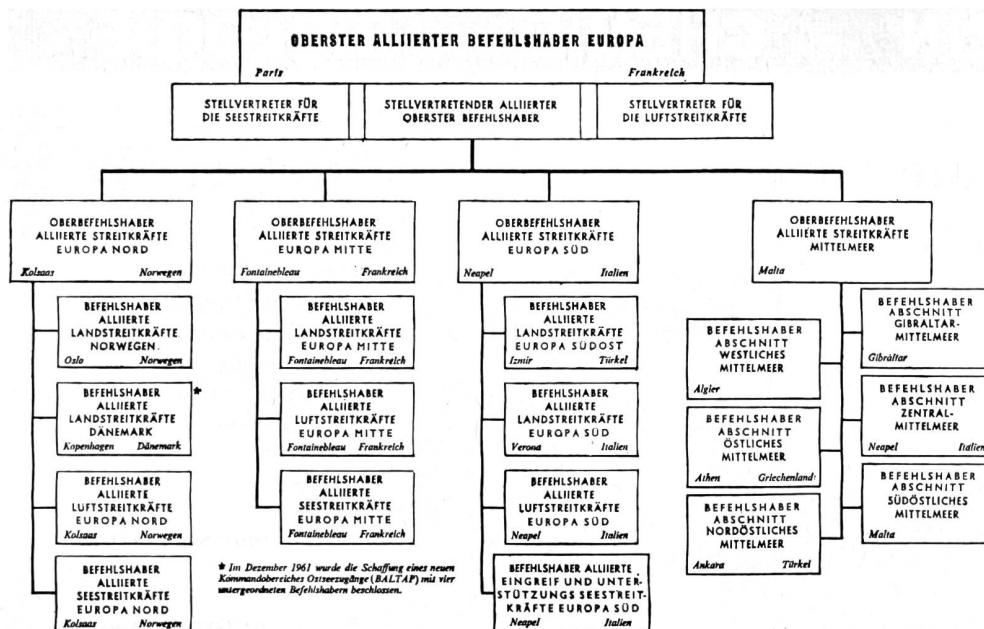 OBERSTER ALLIIERTER BEFEHLSHABER EUROPA
Paris Frankreich
STELLVERTRETER FÜR
DIE SEESTREITKRÄFTE
STELLVERTRETENDER ALLIIERTER
OBERSTER BEFEHLSHABER
STELLVERTRETER FÜR
DIE LUFTSTREITKRÄFTE
OBERBEFEHLSHABER
ALLIIERTE STREITKRÄFTE
EUROPA NORD
Kolsaas Norwegen
BEFEHLSHABER
ALLIIERTE
LANDSTREITKRÄFTE
NORWEGEN.
Oslo Norwegen
BEFEHLSHABER
ALLIIERTE
LANDSTREITKRÄFTE
DÄNEMARK
Kopenhagen Dänemark
*
BEFEHLSHABER
ALLIIERTE
LUFTSTREITKRÄFTE
EUROPA NORD
Kolsaas Norwegen
BEFEHLSHABER
ALLIIERTE
SEESTREITKRÄFTE
EUROPA NORD
Kolsaas Norwegen
OBERBEFEHLSHABER
ALLIIERTE STREITKRÄFTE
EUROPA MITTE
Fontainebleau Frankreich
BEFEHLSHABER
ALLIIERTE
LANDSTREITKRÄFTE
EUROPA MITTE
Fontainebleau Frankreich
BEFEHLSHABER
ALLIIERTE
LUFTSTREITKRÄFTE
EUROPA MITTE
Fontainebleau Frankreich
BEFEHLSHABER
ALLIIERTE
SEESTREITKRÄFTE
EUROPA MITTE
Fontainebleau Frankreich
* Im Dezember 1961 wurde die Schaffung eines neuen
Kommandobereiches Ostseezugänge (BALTAP) mit vier
untergeordneten Befehlshabern beschlossen.
OBERBEFEHLSHABER
ALLIIERTE STREITKRÄFTE
EUROPA SÜD
Neapel Italien
BEFEHLSHABER
ALLIIERTE
LANDSTREITKRÄFTE
EUROPA SÜDOST
Izmir Türkei
BEFEHLSHABER
ALLIIERTE
LANDSTREITKRÄFTE
EUROPA SÜD
Verona Italien
BEFEHLSHABER
ALLIIERTE
LUFTSTREITKRÄFTE
EUROPA SÜD
Neapel Italien
BEFEHLSHABER ALLIIERTE
EINGREIF UND UNTER-
STÜTZUNGS SEESTREIT-
KRÄFTE EUROPA SÜD
Neapel Italien
OBERBEFEHLSHABER
ALLIIERTE STREITKRÄFTE
MITTELMEER
Malta
BEFEHLSHABER
ABSCHNITT
WESTLICHES
MITTELMEER
Algier
BEFEHLSHABER
ABSCHNITT
ÖSTLICHES
MITTELMEER
Athen Griechenland
BEFEHLSHABER
ABSCHNITT
NORDÖSTLICHES
MITTELMEER
Ankara Türkei
BEFEHLSHABER
ABSCHNITT
GIBRALTAR-
MITTELMEER
Gibraltar
BEFEHLSHABER
ABSCHNITT
ZENTRAL-
MITTELMEER
Neapel Italien
BEFEHLSHABER
ABSCHNITT
SÜDÖSTLICHES
MITTELMEER
Malta